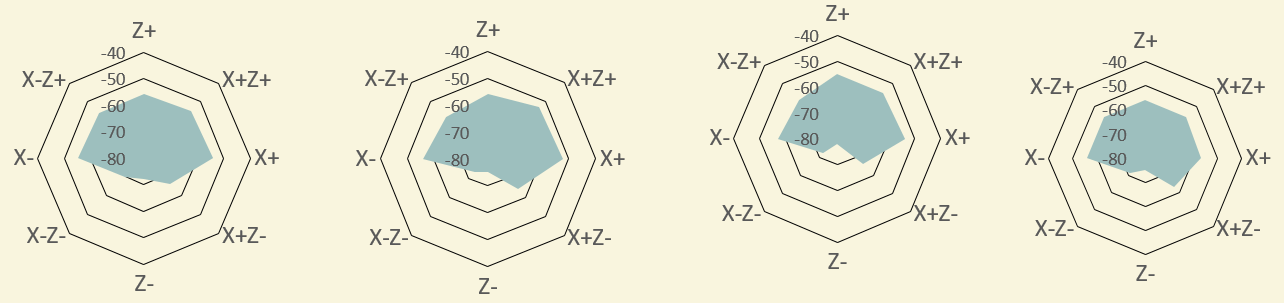 Z+
-40
X-Z+
X+Z+
-50
-60
-70
X-
-80
X+
X-Z-
X+Z-
Z-
Z+
-40
X-Z+
X+Z+
-50
-60
-70
X-
-80
X+
X-Z-
X+Z-
Z-
Z+
-40
X-Z+
X+Z+
-50
-60
-70
X-
-80
X+
X-Z-
X+Z-
Z-
Z+
-40
X-Z+
X+Z+
-50
-60
-70
X-
-80
X+
X-Z-
X+Z-
Z-